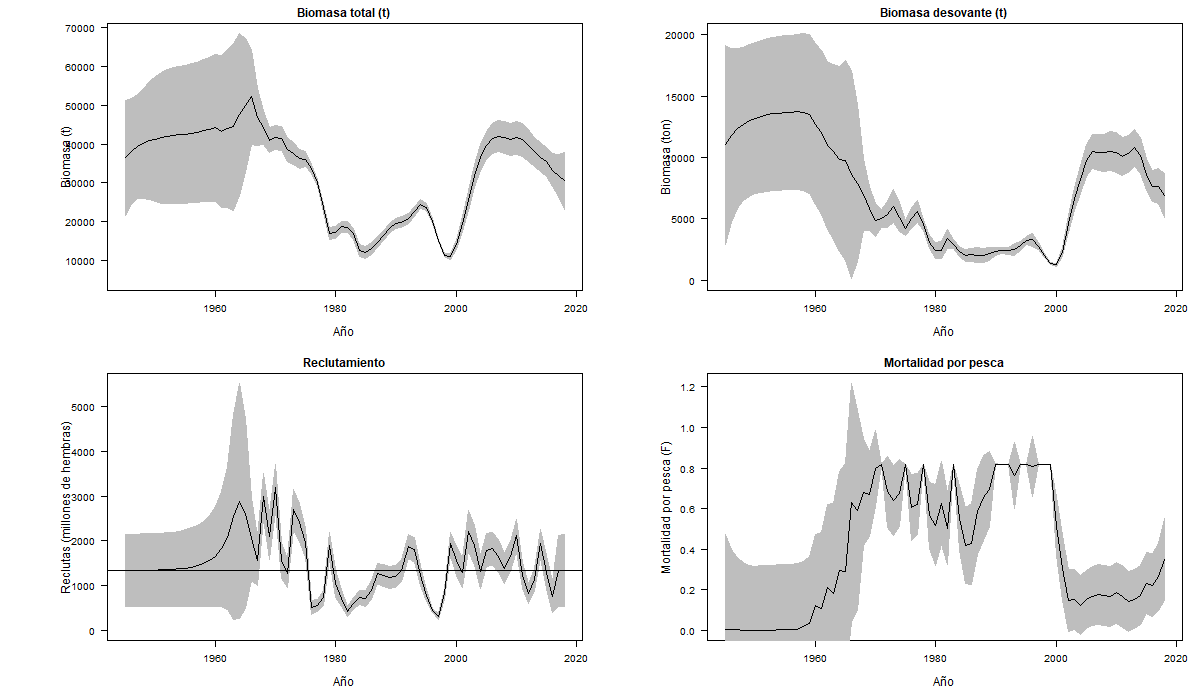 Biomasa total (t)
Biomasa (t)
70000
60000
50000
40000
30000
20000
10000
1960 1980 2000 2020
Año
Biomasa desovante (t)
Biomasa (ton)
20000
15000
10000
5000
0
1960 1980 2000 2020
Año
Reclutamiento
Reclutas (millones de hembras)
5000
4000
3000
2000
1000
0
1960 1980 2000 2020
Año
Mortalidad por pesca
Mortalidad por pesca (F)
1.2
1.0
0.8
0.6
0.4
0.2
0.0
1960 1980 2000 2020
Año